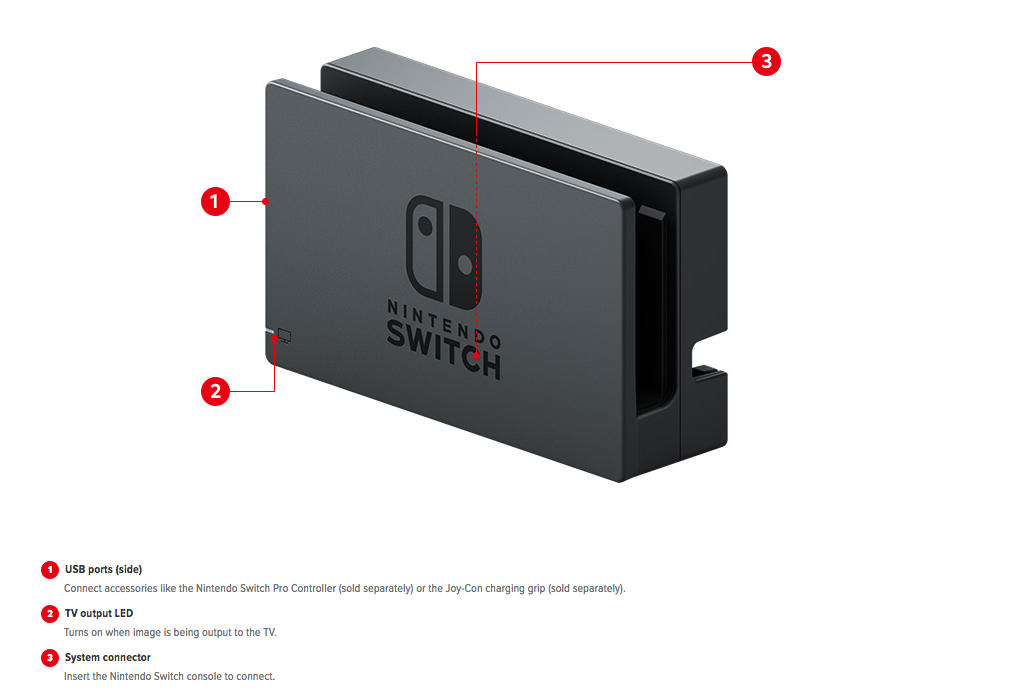 3
1
NINTENDO
SWITCH
2
1 USB ports (side)
Connect accessories like the Nintendo Switch Pro Controller (sold separately) or the Joy-Con charging grip (sold separately).
2 TV output LED
Turns on when image is being output to the TV.
3 System connector
Insert the Nintendo Switch console to connect.